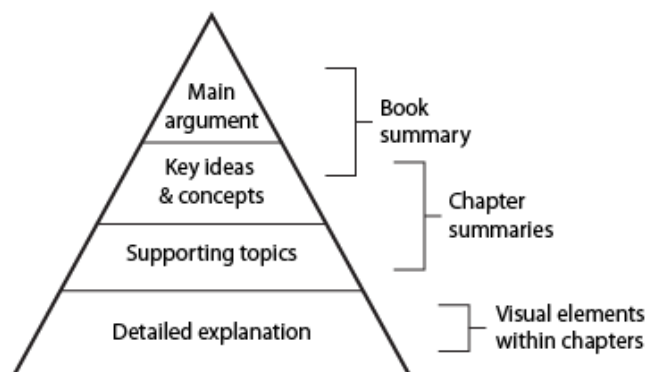 Main
argument
Key ideas
& concepts
Supporting topics
Detailed explanation
Book
summary
Chapter
summaries
Visual elements
within chapters